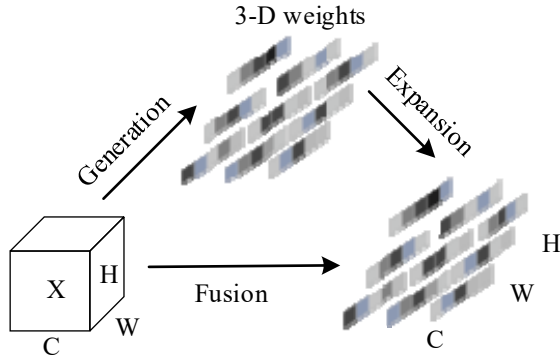 3-D weights
Generation
Expansion
X
H
W
C
Fusion
H
W
C